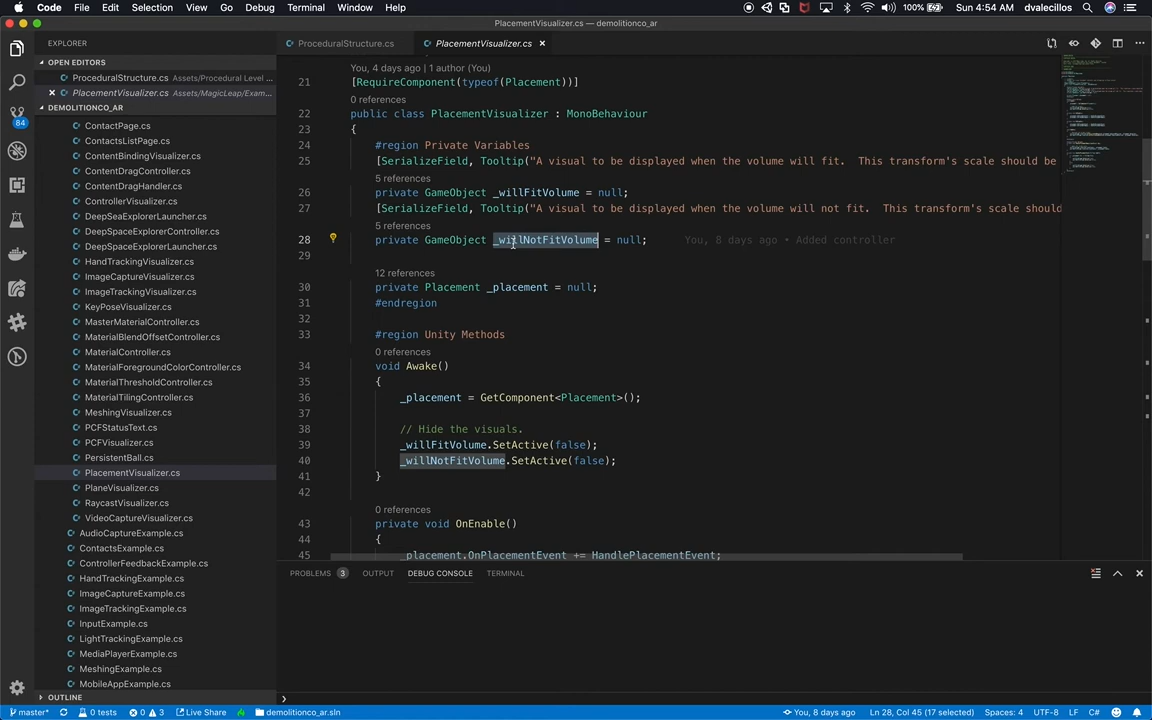 Code File Edit Selection View Go Debug Terminal Window Help 100% Sun 4:54 AM dvalecillos
PlacementVisualizer.cs — demolitionco_ar
EXPLORER
OPEN EDITORS
ProceduralStructure.cs Assets/Procedural Level ...
PlacementVisualizer.cs Assets/MagicLeap/Exam...
DEMOLITIONCO_AR
ContactPage.cs
ContactsListPage.cs
ContentBindingVisualizer.cs
ContentDragController.cs
ContentDragHandler.cs
ControllerVisualizer.cs
DeepSeaExplorerLauncher.cs
DeepSpaceExplorerController.cs
DeepSpaceExplorerLauncher.cs
HandTrackingVisualizer.cs
ImageCaptureVisualizer.cs
ImageTrackingVisualizer.cs
KeyPoseVisualizer.cs
MasterMaterialController.cs
MaterialBlendOffsetController.cs
MaterialController.cs
MaterialForegroundColorController.cs
MaterialThresholdController.cs
MaterialTilingController.cs
MeshingVisualizer.cs
PCFStatusText.cs
PCFVisualizer.cs
PersistentBall.cs
PlacementVisualizer.cs
PlaneVisualizer.cs
RaycastVisualizer.cs
VideoCaptureVisualizer.cs
AudioCaptureExample.cs
ContactsExample.cs
ControllerFeedbackExample.cs
HandTrackingExample.cs
ImageCaptureExample.cs
ImageTrackingExample.cs
InputExample.cs
LightTrackingExample.cs
MediaPlayerExample.cs
MeshingExample.cs
MobileAppExample.cs
OUTLINE
84
ProceduralStructure.cs PlacementVisualizer.cs
You, 4 days ago | 1 author (You)
21 [RequireComponent(typeof(Placement))]
0 references
22 public class PlacementVisualizer : MonoBehaviour
23 {
24 #region Private Variables
25 [SerializeField, Tooltip("A visual to be displayed when the volume will fit.  This transform's scale should be
5 references
26 private GameObject _willFitVolume = null;
27 [SerializeField, Tooltip("A visual to be displayed when the volume will not fit.  This transform's scale should
5 references
28 private GameObject _willNotFitVolume = null; You, 8 days ago • Added controller
29
12 references
30 private Placement _placement = null;
31 #endregion
32
33 #region Unity Methods
0 references
34 void Awake()
35 {
36 _placement = GetComponent<Placement>();
37
38 // Hide the visuals.
39 _willFitVolume.SetActive(false);
40 _willNotFitVolume.SetActive(false);
41 }
42
0 references
43 private void OnEnable()
44 {
45 _placement.OnPlacementEvent += HandlePlacementEvent;
PROBLEMS 3 OUTPUT DEBUG CONSOLE TERMINAL
master* 0 tests 0 3 Live Share demolitionco_ar.sln You, 8 days ago Ln 28, Col 45 (17 selected) Spaces: 4 UTF-8 LF C#